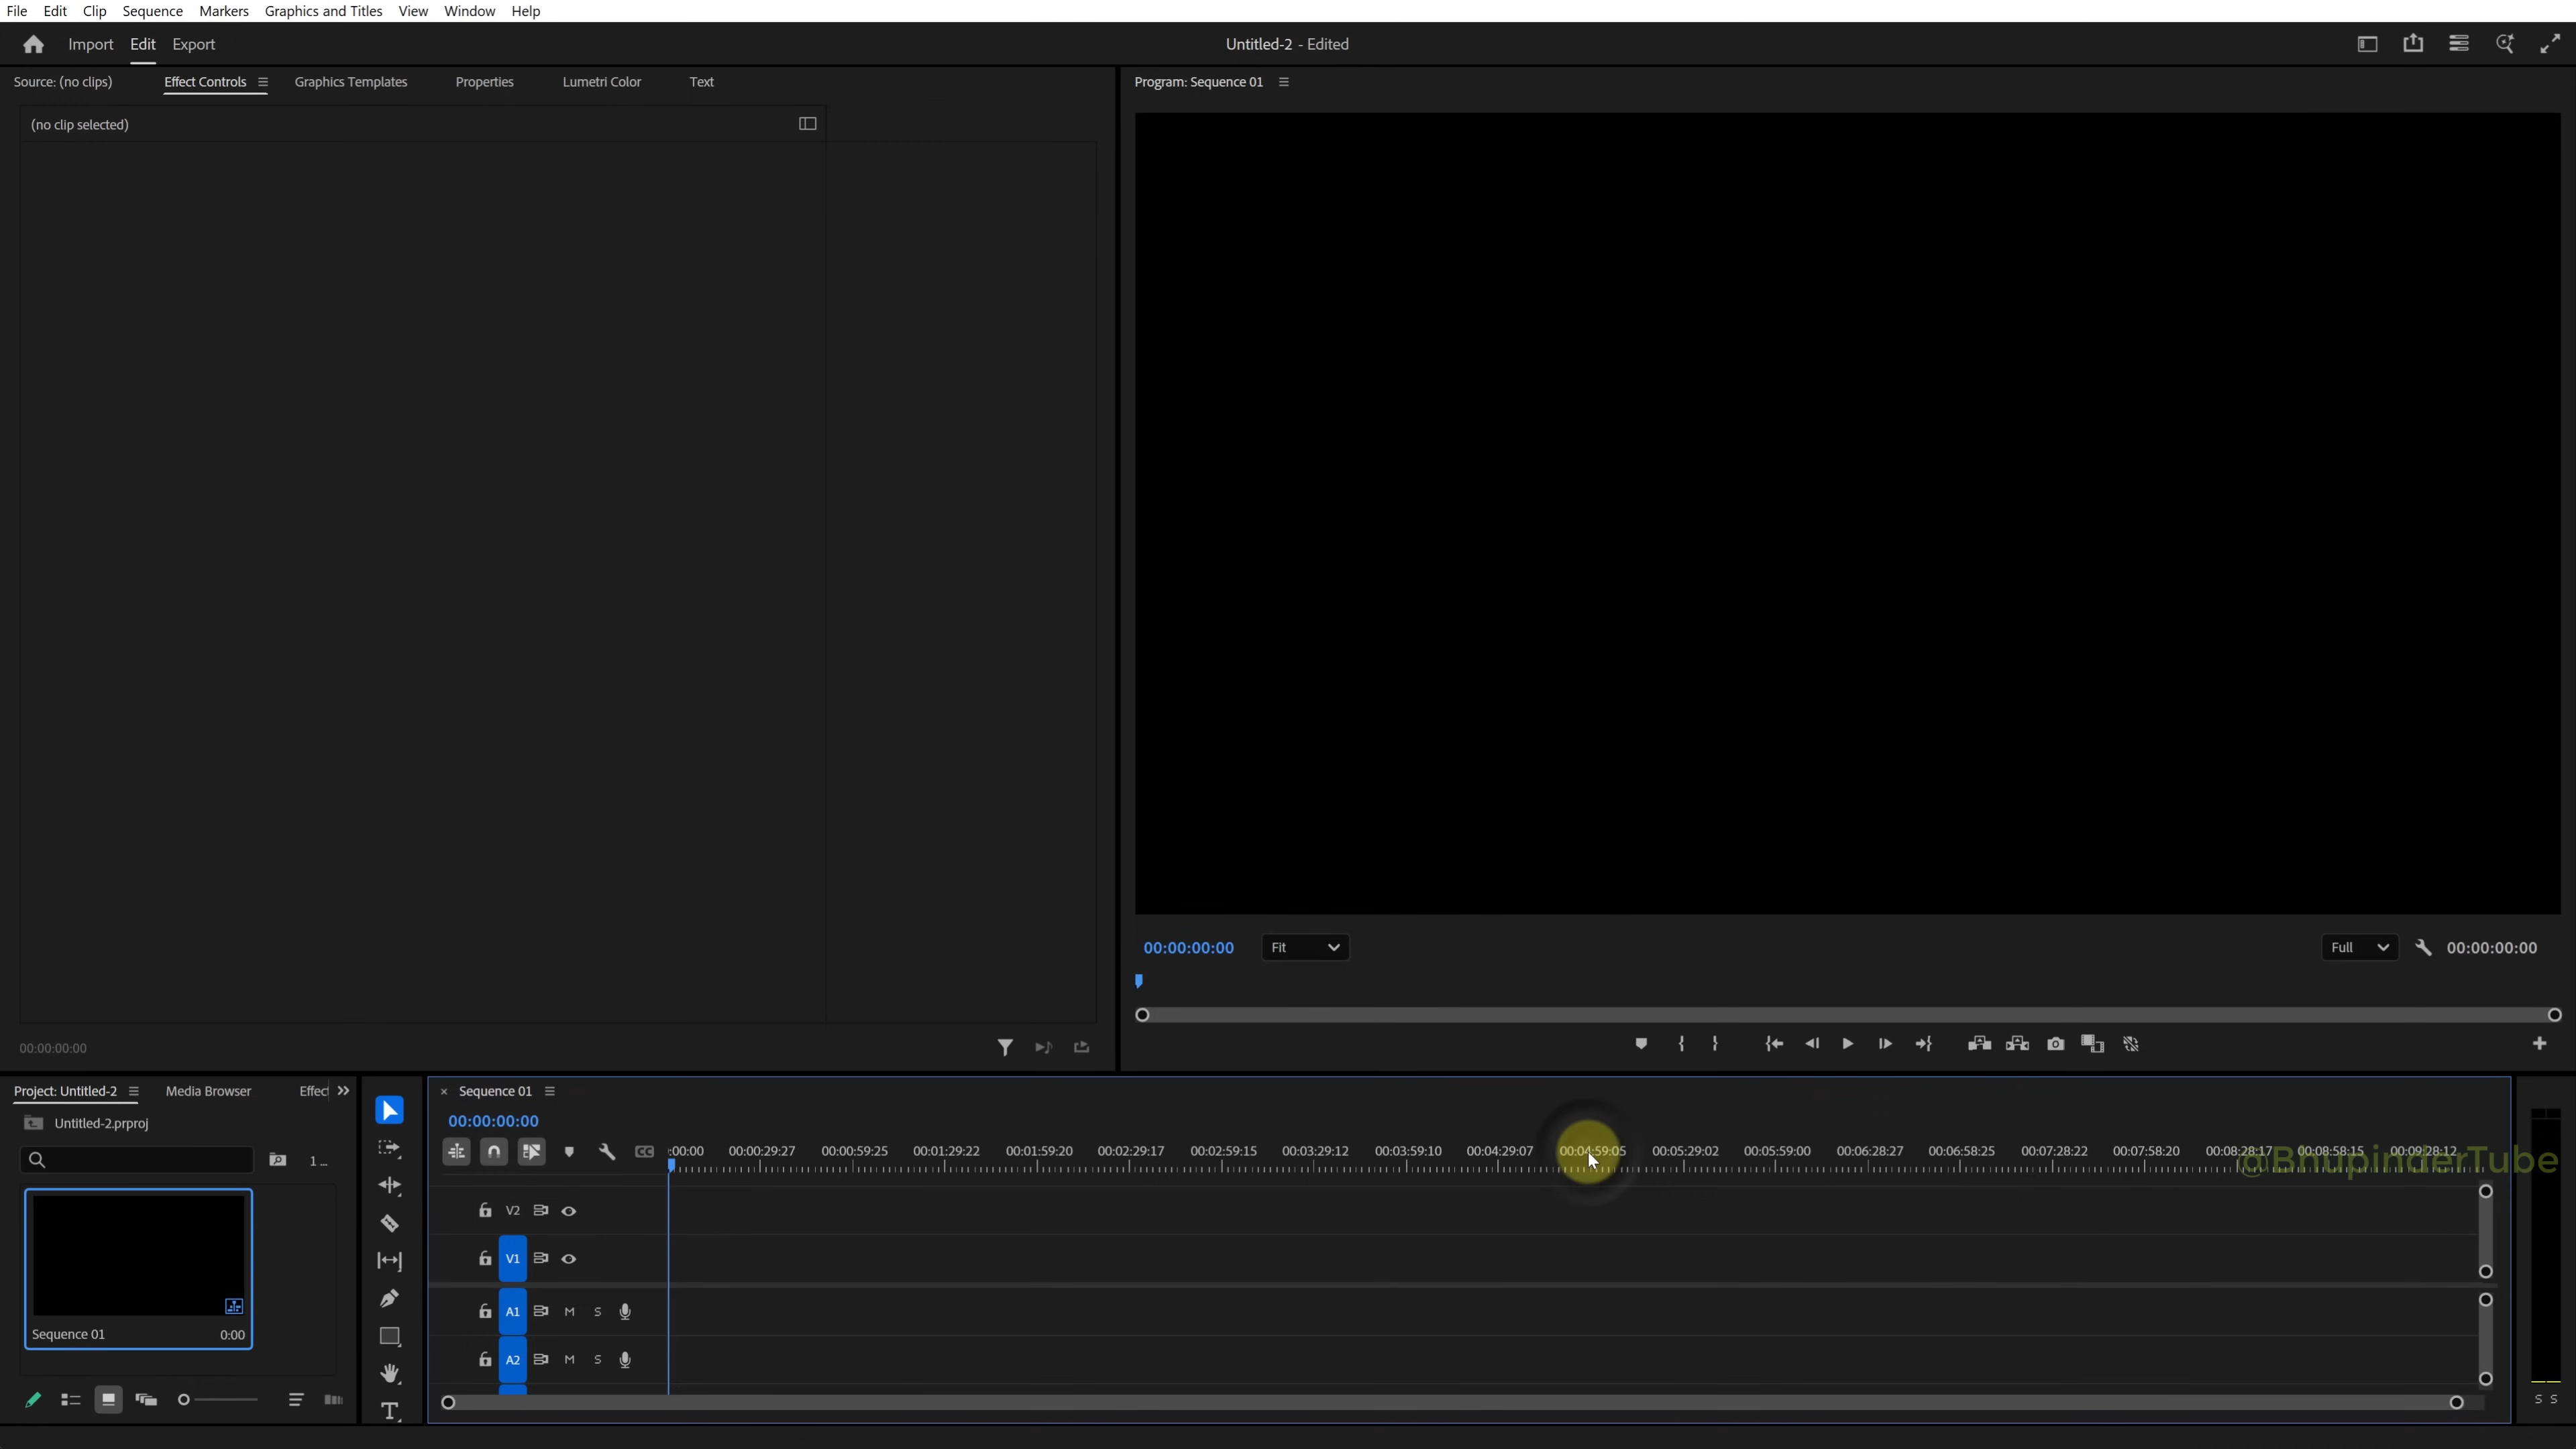 File Edit Clip Sequence Markers Graphics and Titles View Window Help
Import Edit Export
Untitled-2 - Edited
Source: (no clips) Effect Controls Graphics Templates Properties Lumetri Color Text
Program: Sequence 01
(no clip selected)
00:00:00:00 Fit Full 00:00:00:00
00:00:00:00
Project: Untitled-2 Media Browser Effect
Untitled-2.prproj
1 ...
Sequence 01 0:00
Sequence 01
00:00:00:00
:00:00 00:00:29:27 00:00:59:25 00:01:29:22 00:01:59:20 00:02:29:17 00:02:59:15 00:03:29:12 00:03:59:10 00:04:29:07 00:04:59:05 00:05:29:02 00:05:59:00 00:06:28:27 00:06:58:25 00:07:28:22 00:07:58:20 00:08:28:17 00:08:58:15 00:09:28:12
@BhupinderTube
V2
V1
A1 M S
A2 M S
S S